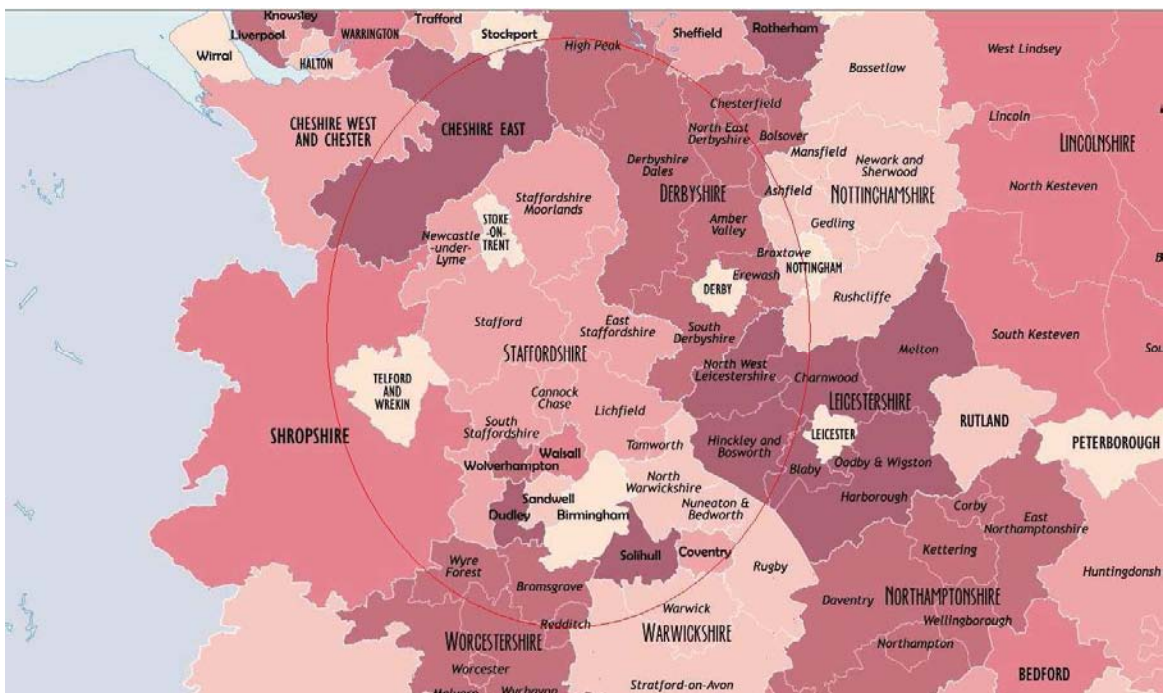 Knowsley
Liverpool
Trafford
WARRINGTON
Stockport
Rotherham
Sheffield
High Peak
West Lindsey
Wirral
HALTON
Bassetlaw
Chesterfield
Lincoln
CHESHIRE WEST
AND CHESTER
CHESHIRE EAST
North East
Derbyshire
Bolsover
LINCOLNSHIRE
Mansfield
Newark and
Sherwood
Derbyshire
Dales
DERBYSHIRE
Ashfield
NOTTINGHAMSHIRE
North Kesteven
Staffordshire
Moorlands
STOKE
-ON-
TRENT
Amber
Valley
Gedling
Newcastle
-under-
Lyme
Broxtowe
NOTTINGHAM
Erewash
DERBY
Rushcliffe
Stafford
East
Staffordshire
South
Derbyshire
South Kesteven
STAFFORDSHIRE
Melton
North West
Leicestershire
Charnwood
TELFORD
AND
WREKIN
Cannock
Chase
LEICESTERSHIRE
Lichfield
SHROPSHIRE
South
Staffordshire
RUTLAND
LEICESTER
Tamworth
Hinckley and
Bosworth
PETERBOROUGH
Walsall
Wolverhampton
Blaby
Oadby & Wigston
North
Warwickshire
Sandwell
Dudley
Birmingham
Nuneaton &
Bedworth
Harborough
Corby
East
Northamptonshire
Solihull
Coventry
Kettering
Wyre
Forest
Rugby
Huntingdonsh
Bromsgrove
Daventry
NORTHAMPTONSHIRE
Warwick
Redditch
Wellingborough
WORCESTERSHIRE
WARWICKSHIRE
Northampton
Worcester
BEDFORD
Stratford-on-Avon
Wychavon